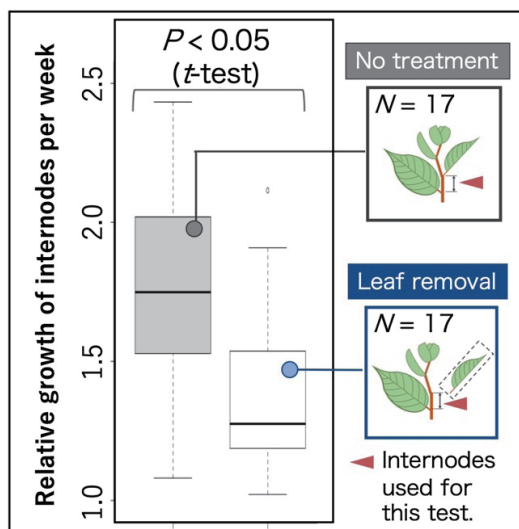 P < 0.05
(t-test)
Relative growth of internodes per week
2.5
2.0
1.5
1.0
No treatment
N = 17
Leaf removal
N = 17
Internodes
used for
this test.